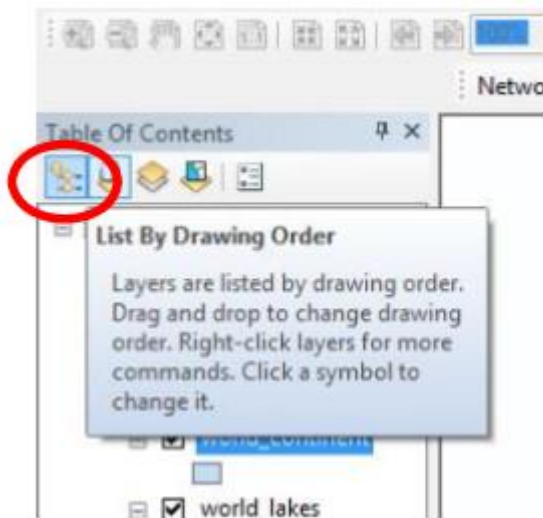 Netwo
Table Of Contents
List By Drawing Order
Layers are listed by drawing order.
Drag and drop to change drawing
order. Right-click layers for more
commands. Click a symbol to
change it.
world_continent
world_lakes